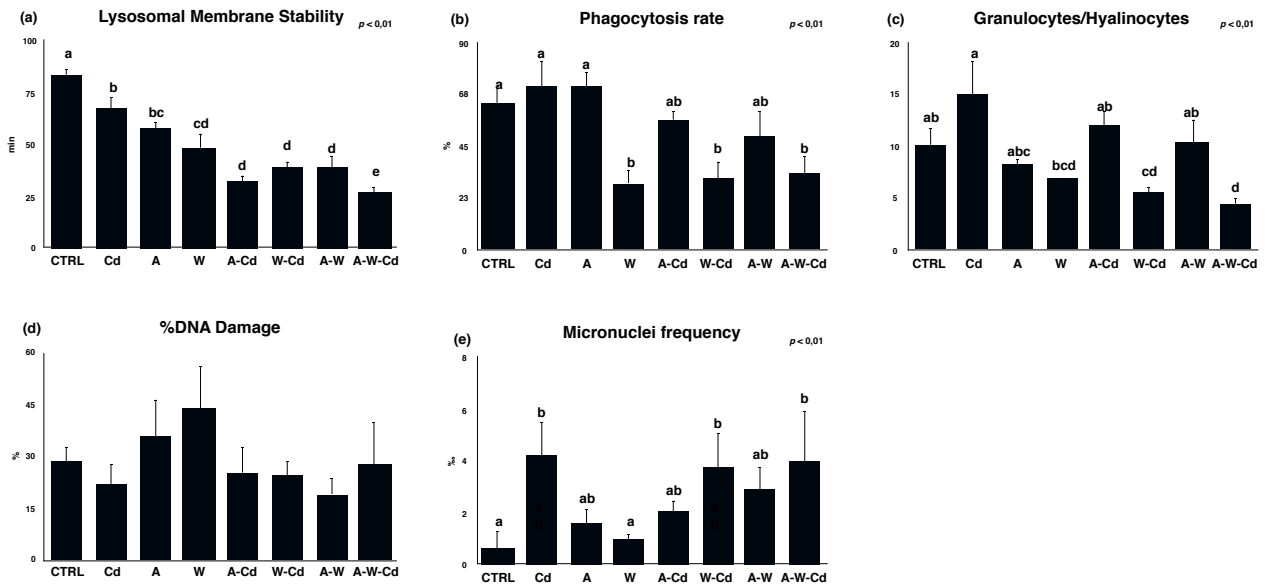 (a) Lysosomal Membrane Stability
p < 0,01
100
75
50
25
0
min
a
b
bc
cd
d
d
d
e
CTRL Cd A W A-Cd W-Cd A-W A-W-Cd
(b) Phagocytosis rate
p < 0,01
90
68
45
23
0
%
a
a
a
b
ab
b
ab
b
CTRL Cd A W A-Cd W-Cd A-W A-W-Cd
(c) Granulocytes/Hyalinocytes
p < 0,01
20
15
10
5
0
ab
a
abc
bcd
ab
cd
ab
d
CTRL Cd A W A-Cd W-Cd A-W A-W-Cd
(d) %DNA Damage
60
45
30
15
0
%
CTRL Cd A W A-Cd W-Cd A-W A-W-Cd
(e) Micronuclei frequency
p < 0,01
8
6
4
2
0
‰
a
b
ab
a
ab
b
ab
b
CTRL Cd A W A-Cd W-Cd A-W A-W-Cd